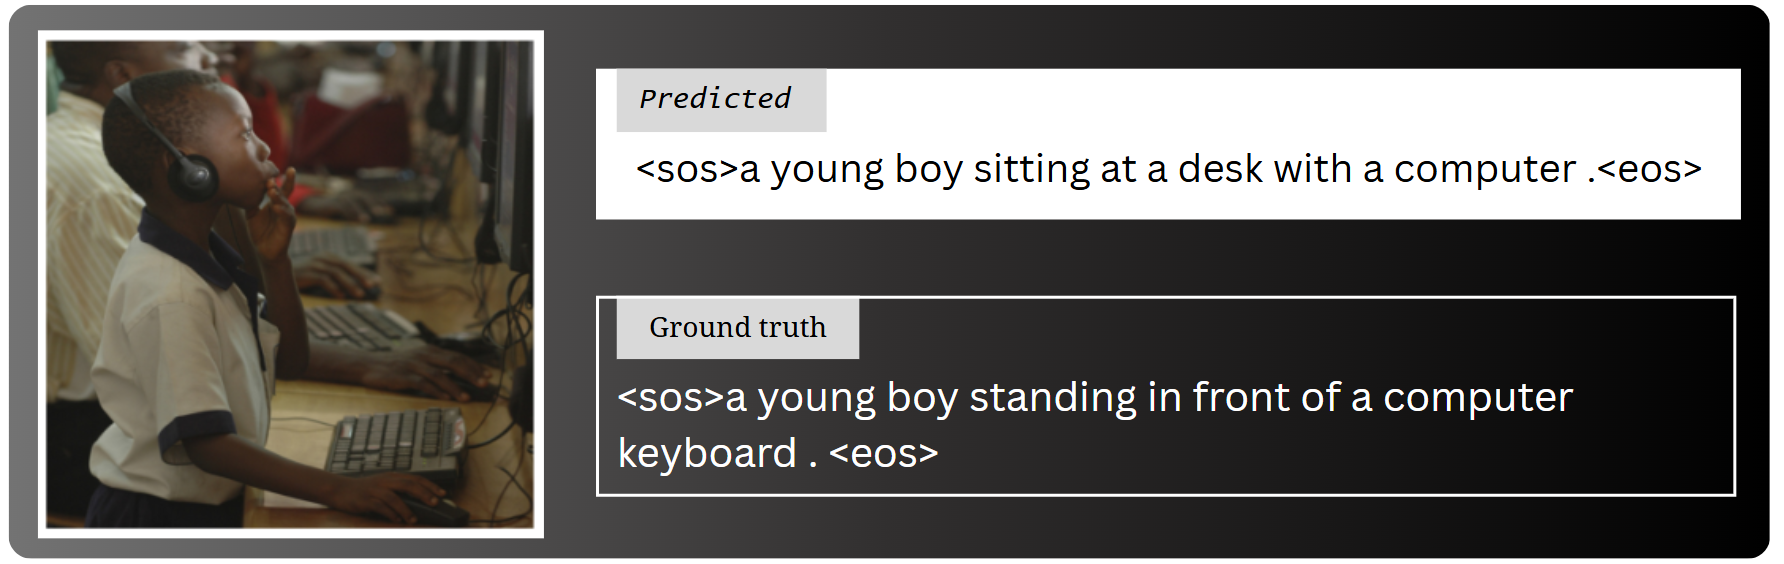 Predicted
<sos>a young boy sitting at a desk with a computer .<eos>
Ground truth
<sos>a young boy standing in front of a computer
keyboard . <eos>